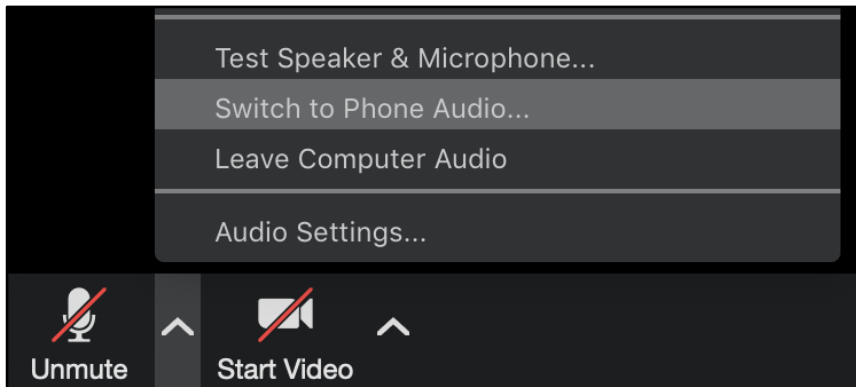 Test Speaker & Microphone...
Switch to Phone Audio...
Leave Computer Audio
Audio Settings...
Unmute
Start Video